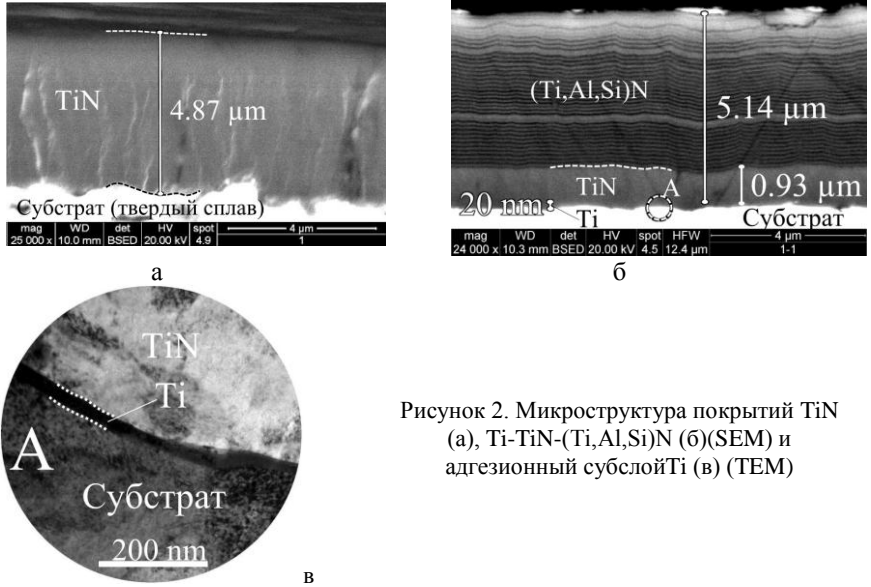 TiN
4.87 µm
Субстрат (твердый сплав)
mag WD det HV spot 4 µm
25 000 x 10.0 mm BSED 20.00 kV 4.9 1
а
(Ti,Al,Si)N
5.14 µm
TiN
A
0.93 µm
20 nm
Ti
Субстрат
mag WD det HV spot HFW 4 µm
24 000 x 10.3 mm BSED 20.00 kV 4.5 12.4 µm 1-1
б
TiN
Ti
A
Субстрат
200 nm
в
Рисунок 2. Микроструктура покрытий TiN
(а), Ti-TiN-(Ti,Al,Si)N (б)(SEM) и
адгезионный субслойTi (в) (TEM)